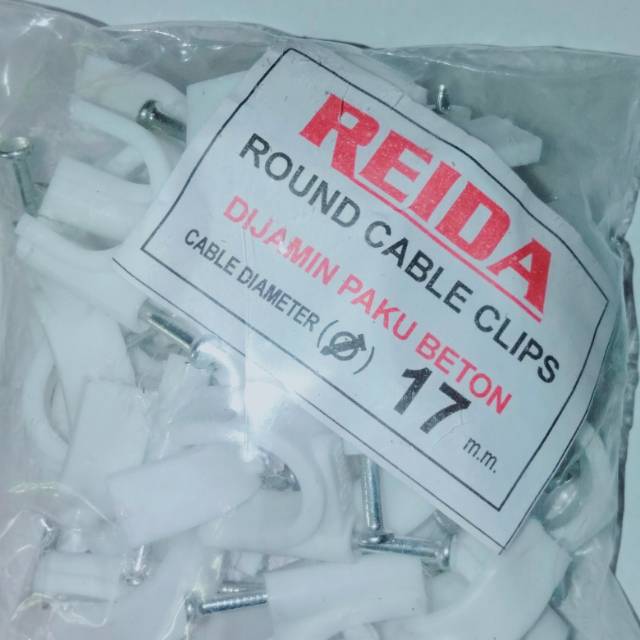 REIDA
ROUND CABLE CLIPS
DIJAMIN PAKU BETON
CABLE DIAMETER (Ø) 17 m.m.